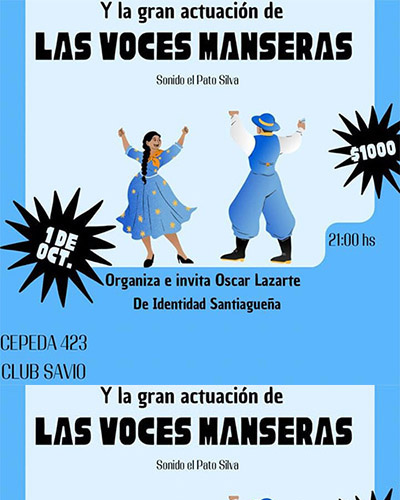 Y la gran actuación de
LAS VOCES MANSERAS
Sonido el Pato Silva
$1000
1 DE
OCT.
21:00 hs
Organiza e invita Oscar Lazarte
De Identidad Santiagueña
CEPEDA 423
CLUB SAVIO
Y la gran actuación de
LAS VOCES MANSERAS
Sonido el Pato Silva